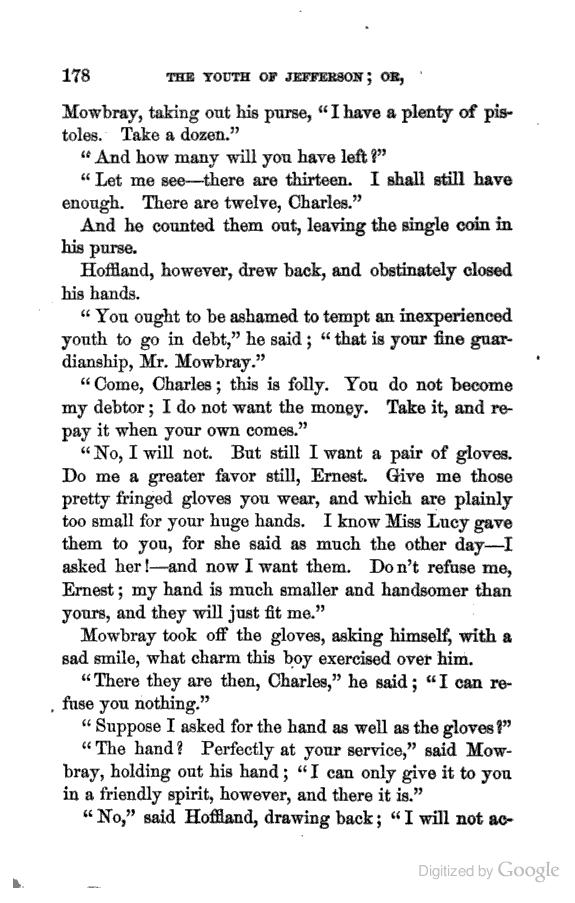 178 THE YOUTH OF JEFFERSON; OR,
Mowbray, taking out his purse, “I have a plenty of pis-
toles. Take a dozen.”
“And how many will you have left?”
“Let me see—there are thirteen. I shall still have
enough. There are twelve, Charles.”
And he counted them out, leaving the single coin in
his purse.
Hoffland, however, drew back, and obstinately closed
his hands.
“You ought to be ashamed to tempt an inexperienced
youth to go in debt,” he said; “that is your fine guar-
dianship, Mr. Mowbray.”
“Come, Charles; this is folly. You do not become
my debtor; I do not want the money. Take it, and re-
pay it when your own comes.”
“No, I will not. But still I want a pair of gloves.
Do me a greater favor still, Ernest. Give me those
pretty fringed gloves you wear, and which are plainly
too small for your huge hands. I know Miss Lucy gave
them to you, for she said as much the other day—I
asked her!—and now I want them. Don’t refuse me,
Ernest; my hand is much smaller and handsomer than
yours, and they will just fit me.”
Mowbray took off the gloves, asking himself, with a
sad smile, what charm this boy exercised over him.
“There they are then, Charles,” he said; “I can re-
fuse you nothing.”
“Suppose I asked for the hand as well as the gloves?”
“The hand? Perfectly at your service,” said Mow-
bray, holding out his hand; “I can only give it to you
in a friendly spirit, however, and there it is.”
“No,” said Hoffland, drawing back; “I will not ac-
Digitized by Google